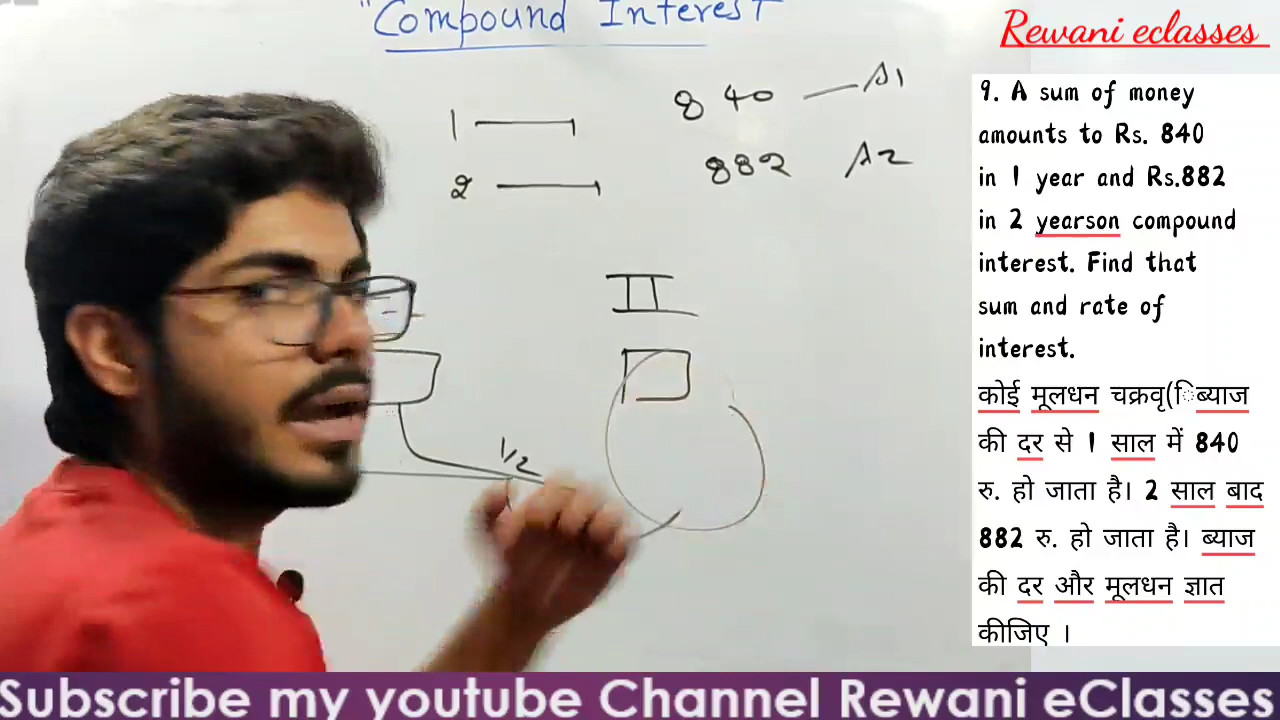 "Compound Interest
Rewani eclasses
1 840 A1
2 882 A2
II
1/2
9. A sum of money
amounts to Rs. 840
in 1 year and Rs.882
in 2 yearson compound
interest. Find that
sum and rate of
interest.
कोई मूलधन चक्रवृ(िब्याज
की दर से 1 साल में 840
रु. हो जाता है। 2 साल बाद
882 रु. हो जाता है। ब्याज
की दर और मूलधन ज्ञात
कीजिए ।
Subscribe my youtube Channel Rewani eClasses